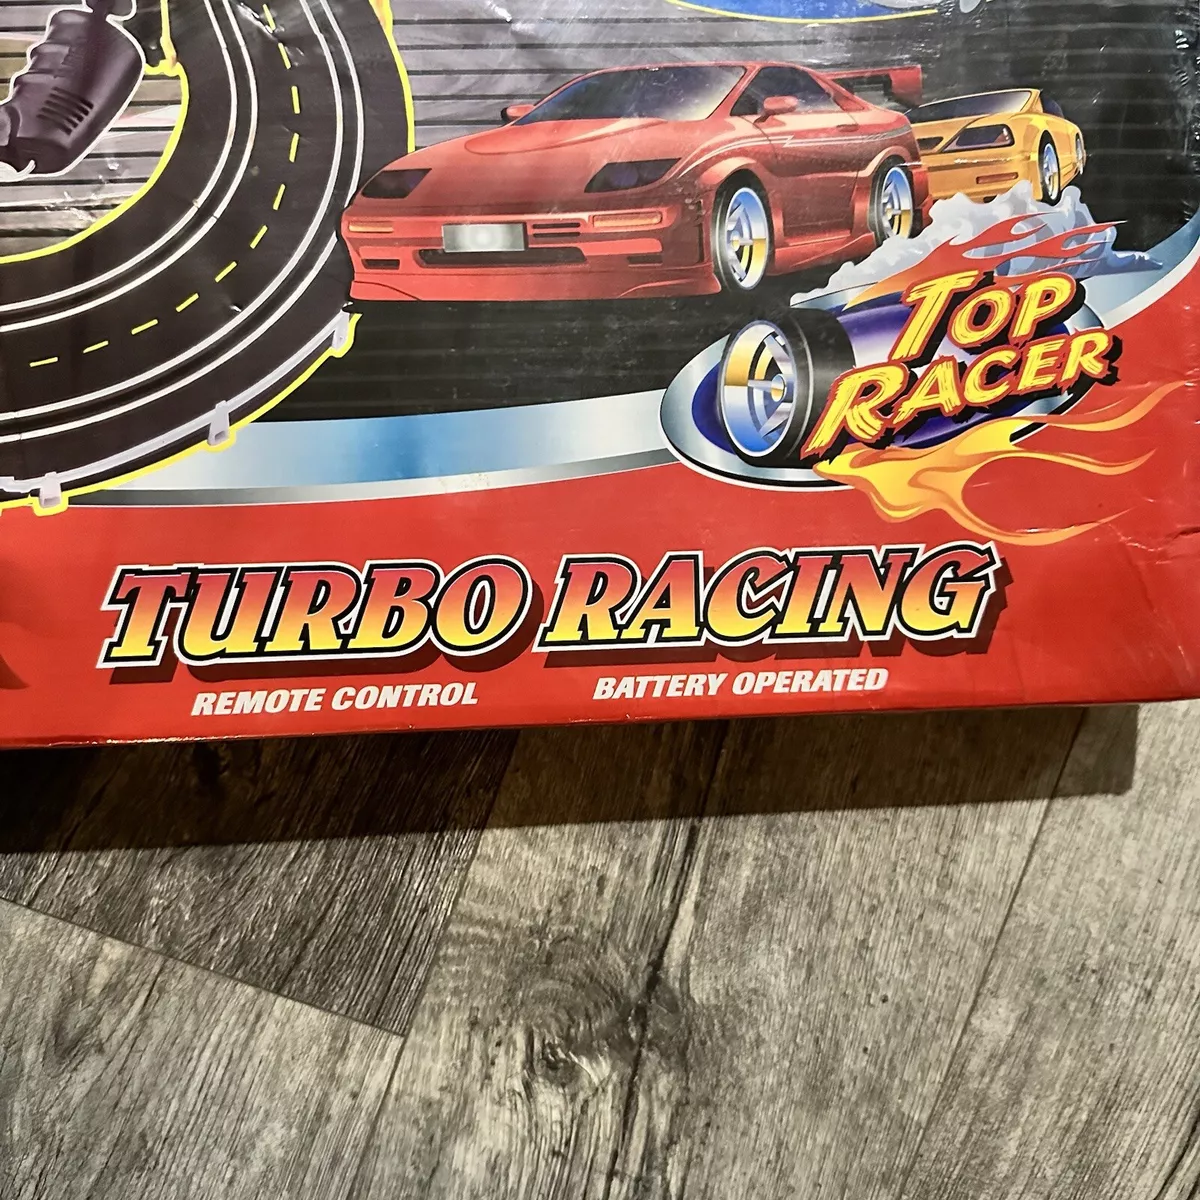 TOP
RACER
TURBO RACING
REMOTE CONTROL BATTERY OPERATED